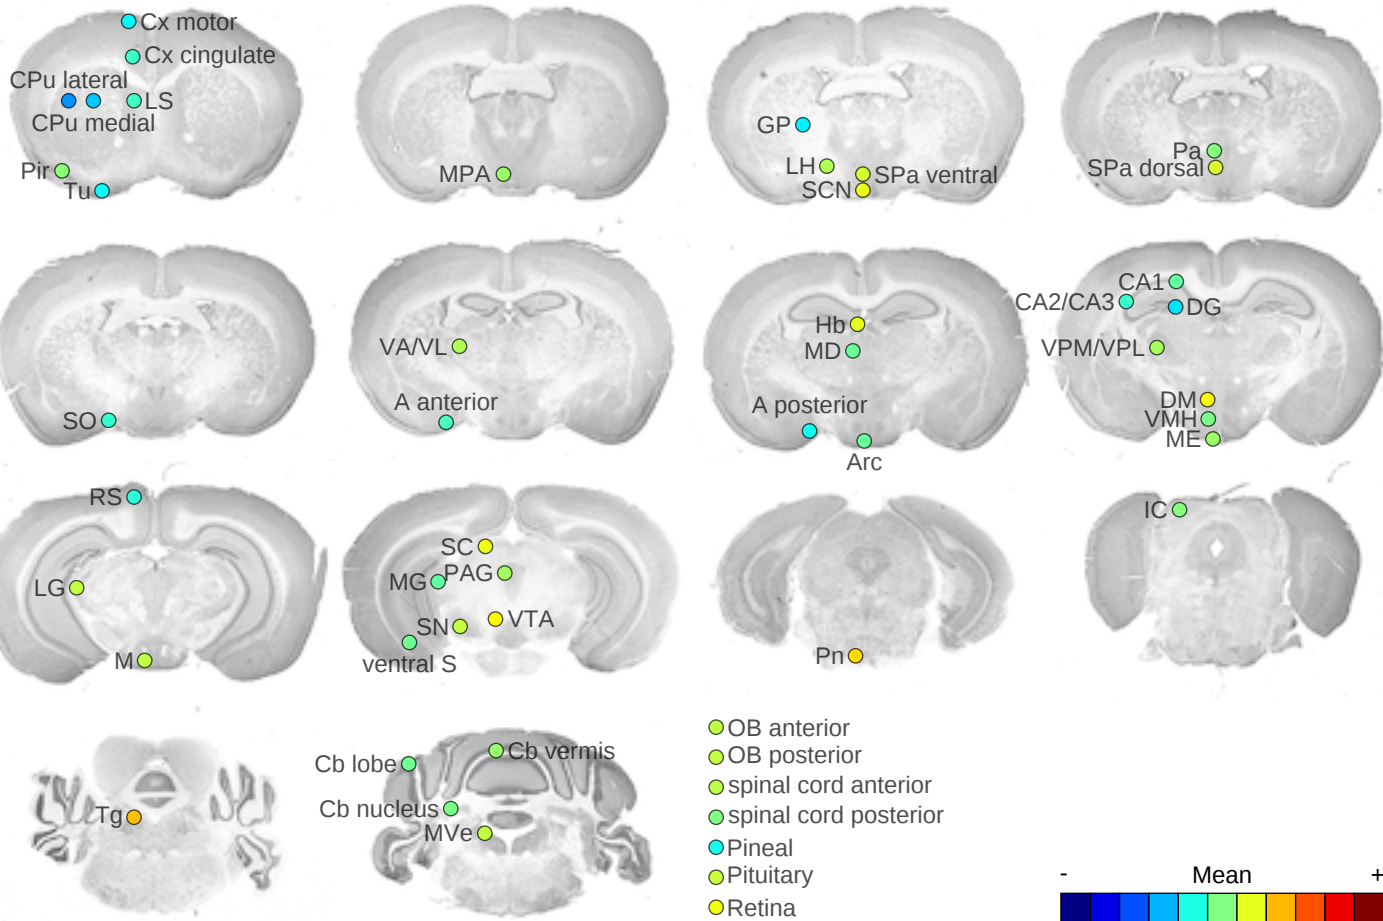 Cx motor
Cx cingulate
CPu lateral
LS
CPu medial
Pir
Tu
MPA
GP
LH
SPa ventral
SCN
Pa
SPa dorsal
SO
VA/VL
A anterior
Hb
MD
A posterior
Arc
CA1
CA2/CA3
DG
VPM/VPL
DM
VMH
ME
RS
LG
M
SC
MG
PAG
SN
VTA
ventral S
Pn
IC
Tg
Cb lobe
Cb vermis
Cb nucleus
MVe
OB anterior
OB posterior
spinal cord anterior
spinal cord posterior
Pineal
Pituitary
Retina
- Mean +